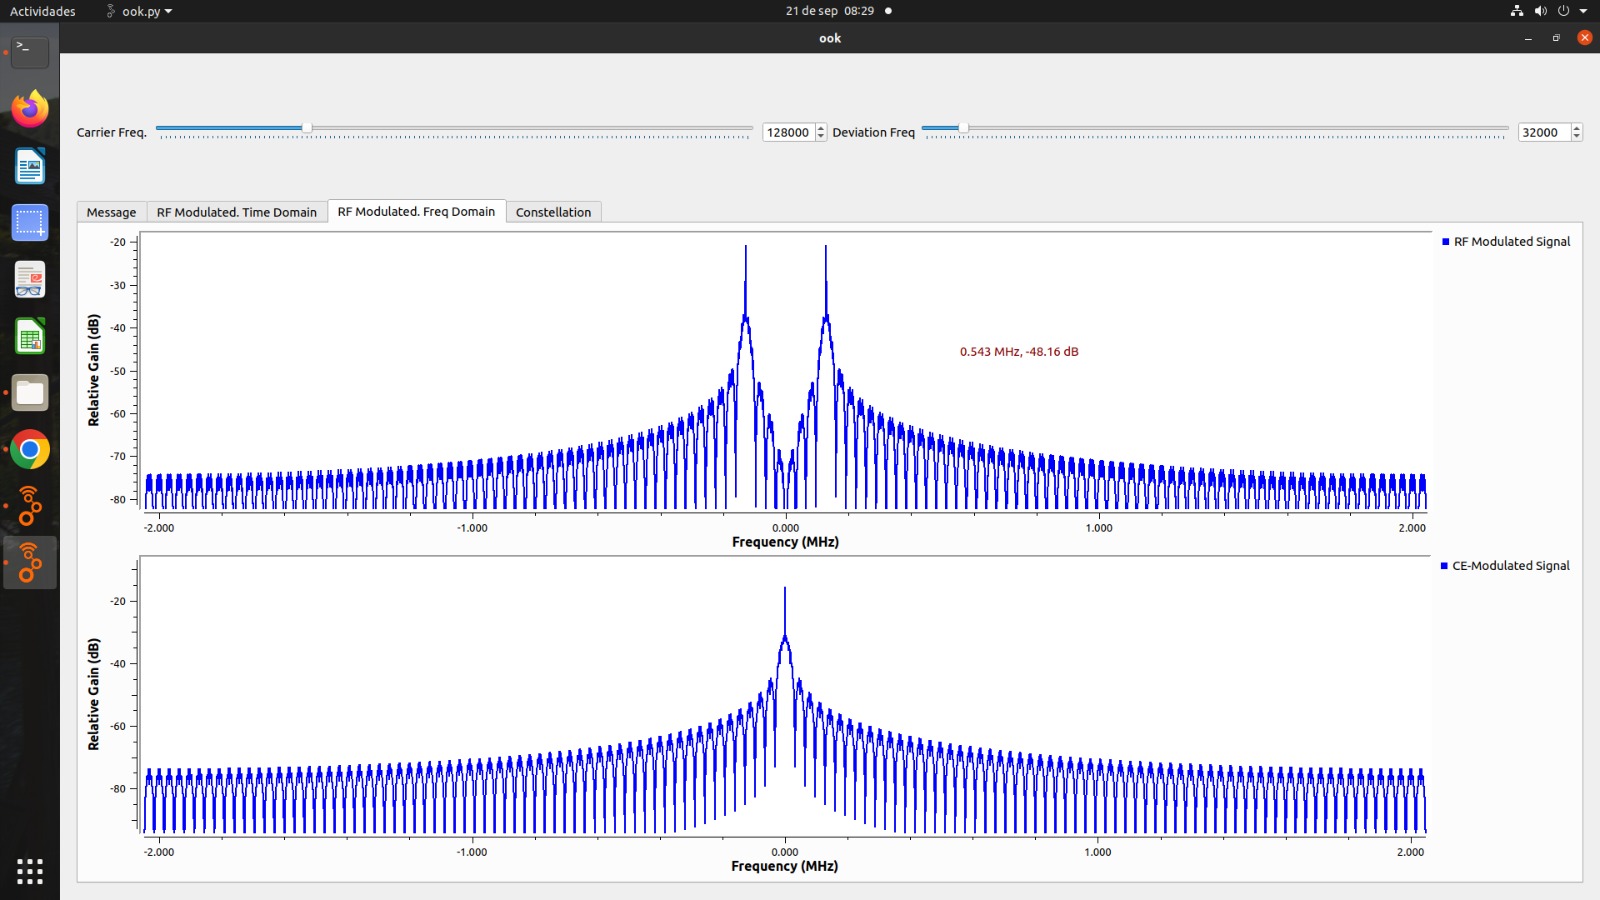 Actividades ook.py 21 de sep 08:29
ook
Carrier Freq. 128000 Deviation Freq 32000
Message RF Modulated. Time Domain RF Modulated. Freq Domain Constellation
RF Modulated Signal
Relative Gain (dB)
-20
-30
-40
-50
-60
-70
-80
0.543 MHz, -48.16 dB
-2.000 -1.000 0.000 1.000 2.000
Frequency (MHz)
CE-Modulated Signal
Relative Gain (dB)
-20
-40
-60
-80
-2.000 -1.000 0.000 1.000 2.000
Frequency (MHz)